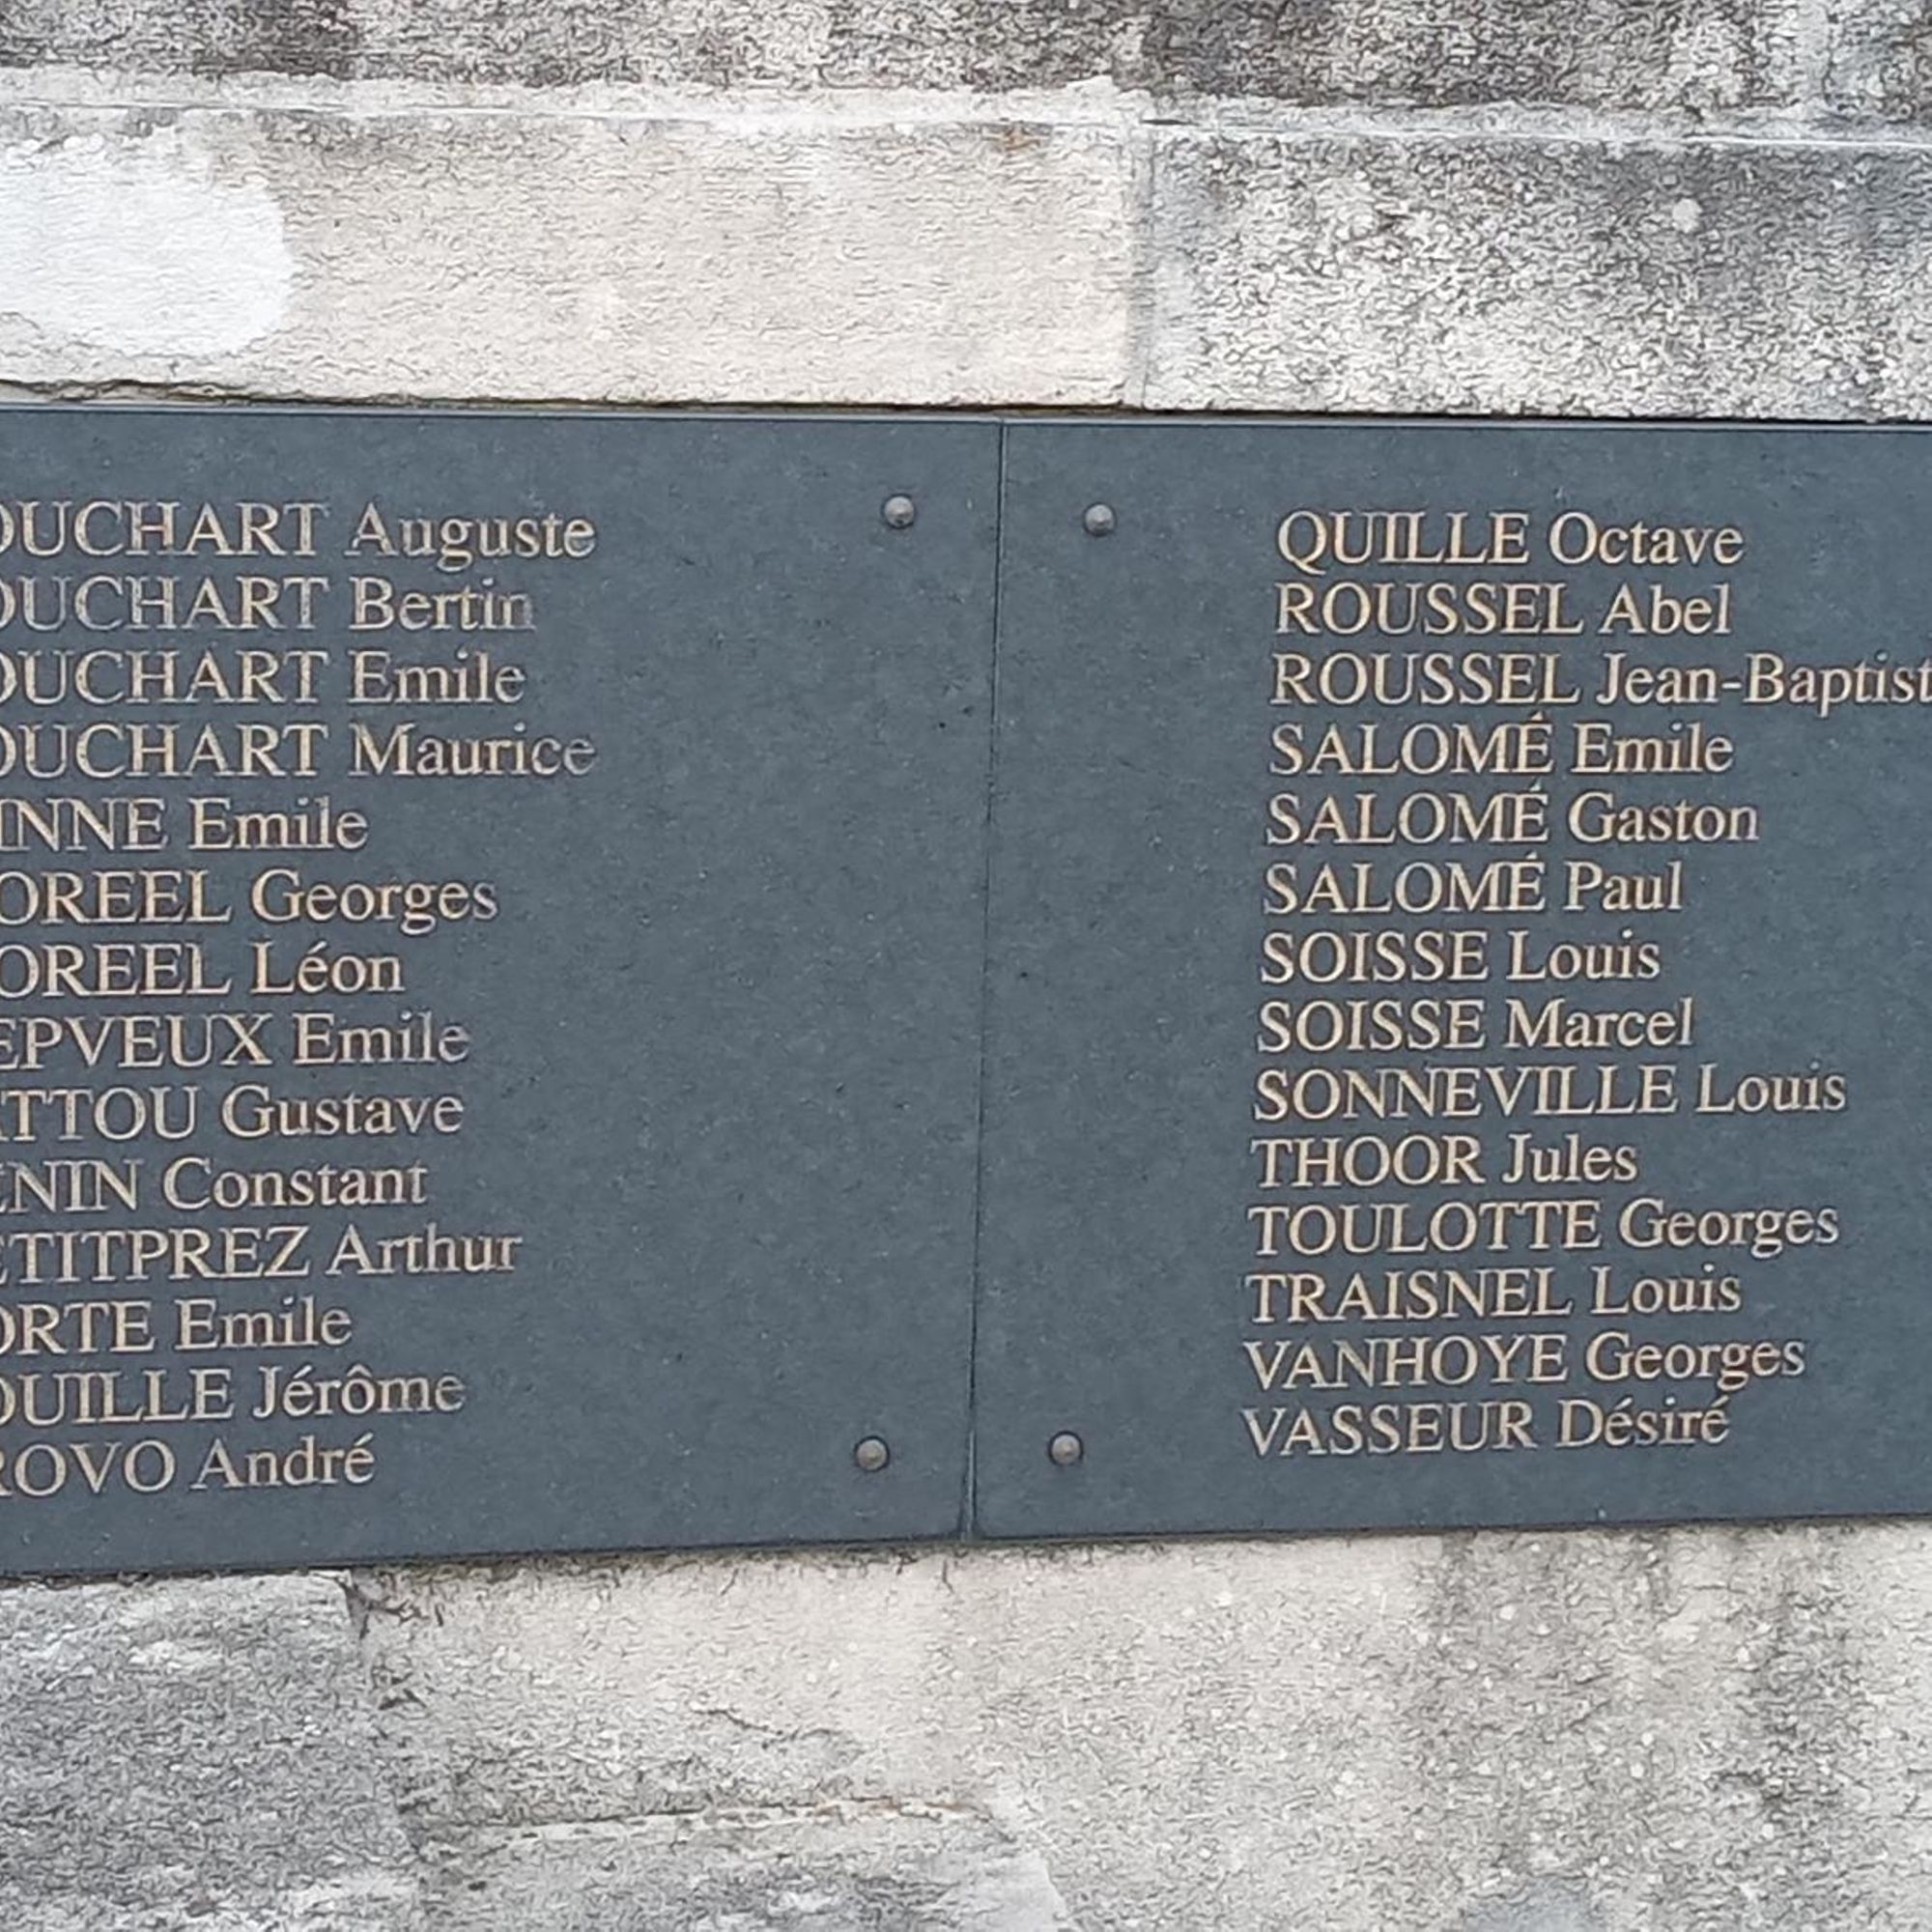 OUCHART Auguste
OUCHART Bertin
OUCHART Emile
OUCHART Maurice
INNE Emile
OREEL Georges
OREEL Léon
EPVEUX Emile
TTOU Gustave
ENIN Constant
ETITPREZ Arthur
ORTE Emile
OUILLE Jérôme
ROVO André
QUILLE Octave
ROUSSEL Abel
ROUSSEL Jean-Baptist
SALOMÉ Emile
SALOMÉ Gaston
SALOMÉ Paul
SOISSE Louis
SOISSE Marcel
SONNEVILLE Louis
THOOR Jules
TOULOTTE Georges
TRAISNEL Louis
VANHOYE Georges
VASSEUR Désiré